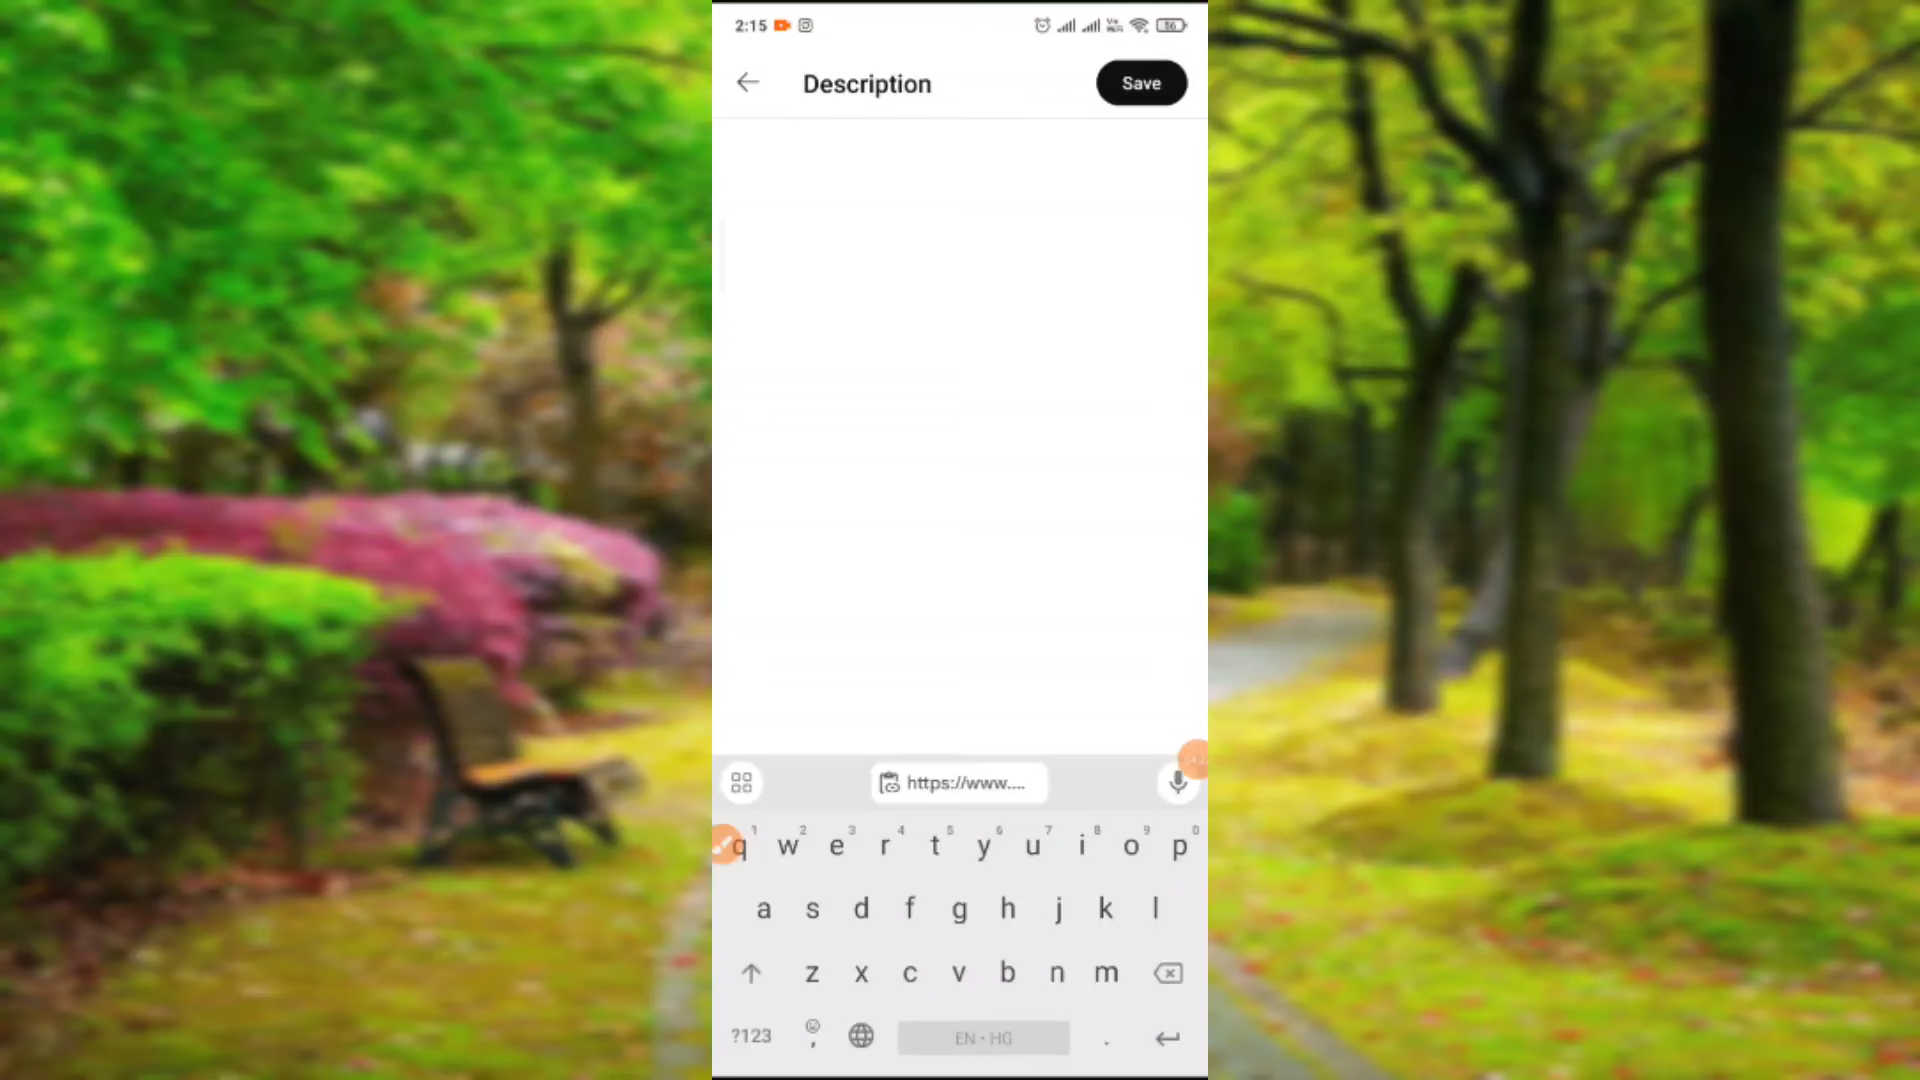 2:15 56
Description Save
https://www....
1 2 3 4 5 6 7 8 9 0
q w e r t y u i o p
a s d f g h j k l
z x c v b n m
?123 , EN • HG .